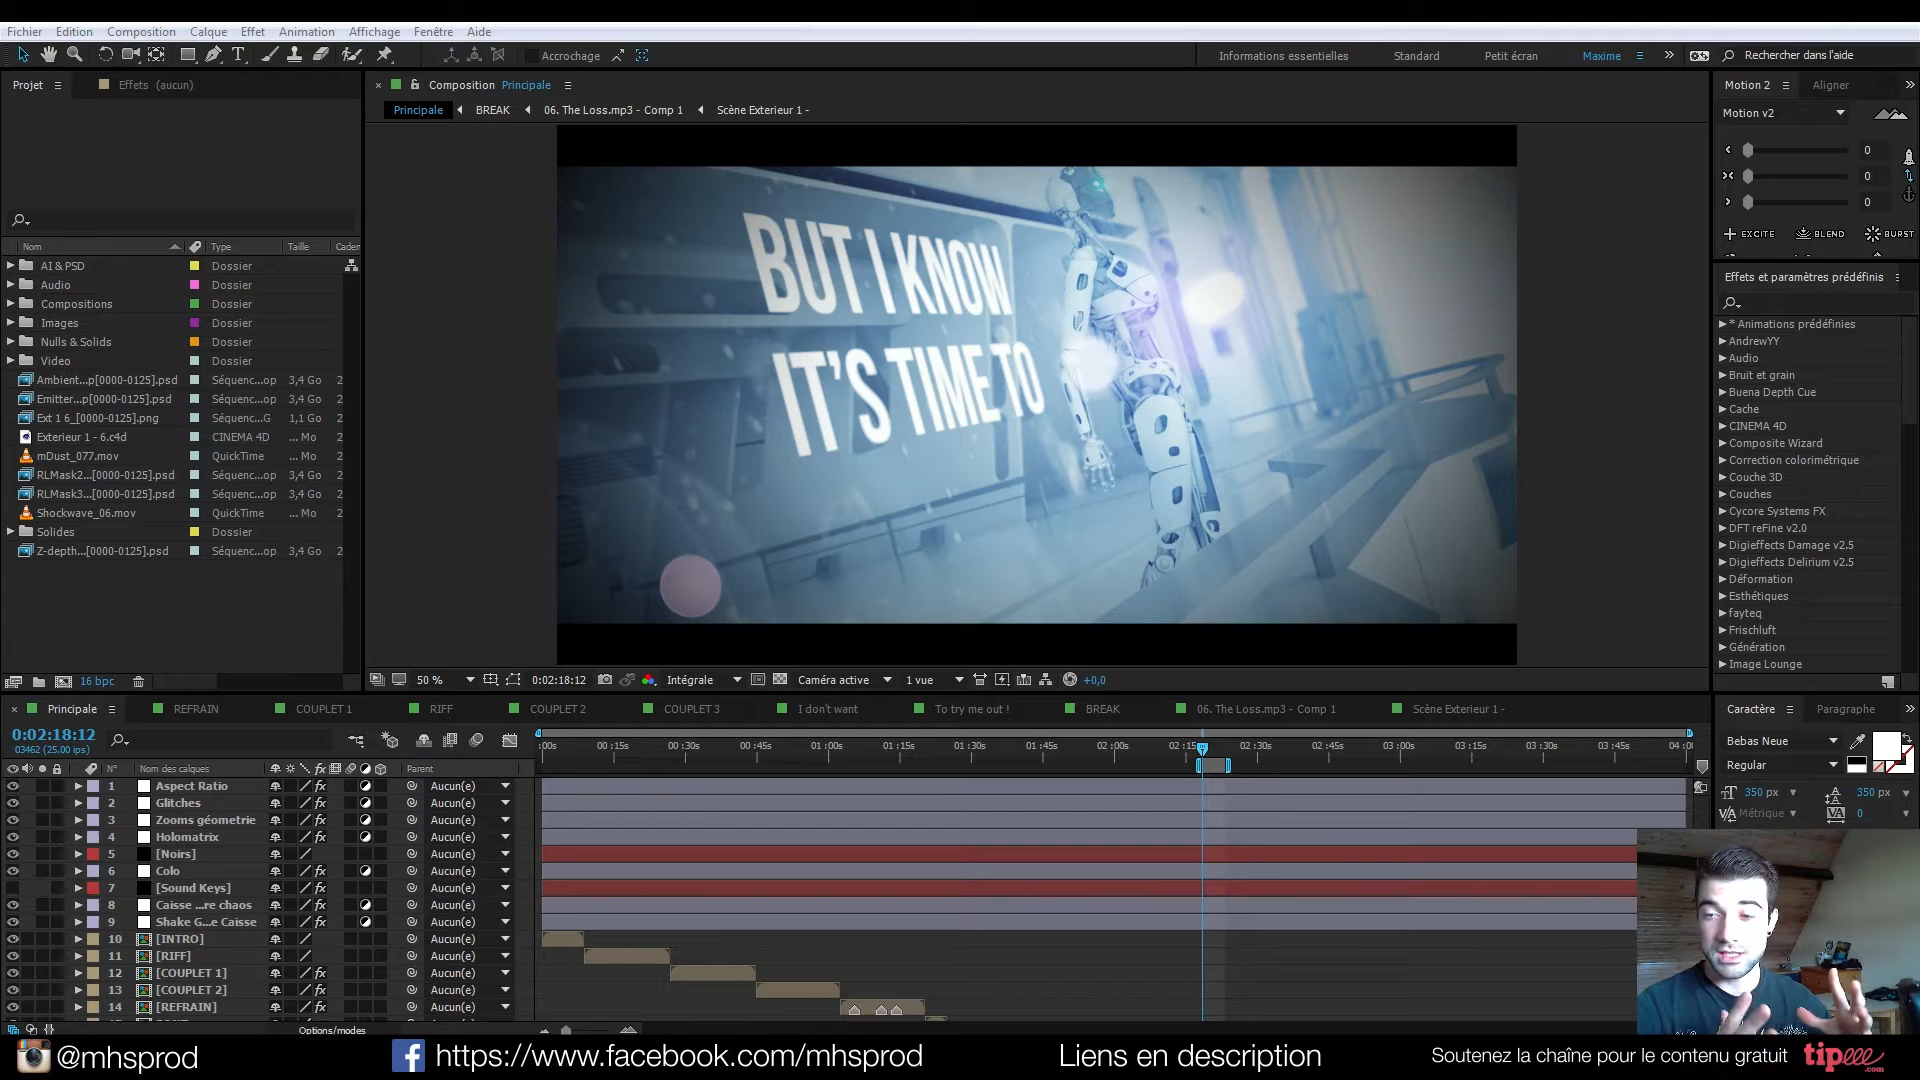 Fichier Edition Composition Calque Effet Animation Affichage Fenêtre Aide
Accrochage Informations essentielles Standard Petit écran Maxime Rechercher dans l'aide
Projet Effets (aucun)
Composition Principale
Principale BREAK 06. The Loss.mp3 - Comp 1 Scène Exterieur 1 -
Nom Type Taille Caden
AI & PSD Dossier
Audio Dossier
Compositions Dossier
Images Dossier
Nulls & Solids Dossier
Video Dossier
Ambient...p[0000-0125].psd Séquenc...op 3,4 Go 2
Emitter...p[0000-0125].psd Séquenc...op 3,4 Go 2
Ext 1 6_[0000-0125].png Séquenc...G 1,1 Go 2
Exterieur 1 - 6.c4d CINEMA 4D ... Mo
mDust_077.mov QuickTime ... Mo
RLMask2...[0000-0125].psd Séquenc...op 3,4 Go 2
RLMask3...[0000-0125].psd Séquenc...op 3,4 Go 2
Shockwave_06.mov QuickTime ... Mo
Solides Dossier
Z-depth...[0000-0125].psd Séquenc...op 3,4 Go 2
16 bpc
BUT I KNOW
IT'S TIME TO
50 % 0:02:18:12 Intégrale Caméra active 1 vue +0,0
Motion 2 Aligner
Motion v2
0
0
0
EXCITE BLEND BURST
Effets et paramètres prédéfinis
* Animations prédéfinies
AndrewYY
Audio
Bruit et grain
Buena Depth Cue
Cache
CINEMA 4D
Composite Wizard
Correction colorimétrique
Couche 3D
Couches
Cycore Systems FX
DFT reFine v2.0
Digieffects Damage v2.5
Digieffects Delirium v2.5
Déformation
Esthétiques
fayteq
Frischluft
Génération
Image Lounge
Principale REFRAIN COUPLET 1 RIFF COUPLET 2 COUPLET 3 I don't want To try me out ! BREAK 06. The Loss.mp3 - Comp 1 Scène Exterieur 1 -
0:02:18:12
03462 (25.00 ips)
:00s 00:15s 00:30s 00:45s 01:00s 01:15s 01:30s 01:45s 02:00s 02:15s 02:30s 02:45s 03:00s 03:15s 03:30s 03:45s 04:00
N° Nom des calques Parent
1 Aspect Ratio Aucun(e)
2 Glitches Aucun(e)
3 Zooms géometrie Aucun(e)
4 Holomatrix Aucun(e)
5 [Noirs] Aucun(e)
6 Colo Aucun(e)
7 [Sound Keys] Aucun(e)
8 Caisse ...re chaos Aucun(e)
9 Shake G...e Caisse Aucun(e)
10 [INTRO] Aucun(e)
11 [RIFF] Aucun(e)
12 [COUPLET 1] Aucun(e)
13 [COUPLET 2] Aucun(e)
14 [REFRAIN] Aucun(e)
Options/modes
Caractère Paragraphe
Bebas Neue
Regular
350 px 350 px
Métrique 0
@mhsprod https://www.facebook.com/mhsprod Liens en description Soutenez la chaîne pour le contenu gratuit tipeee.com